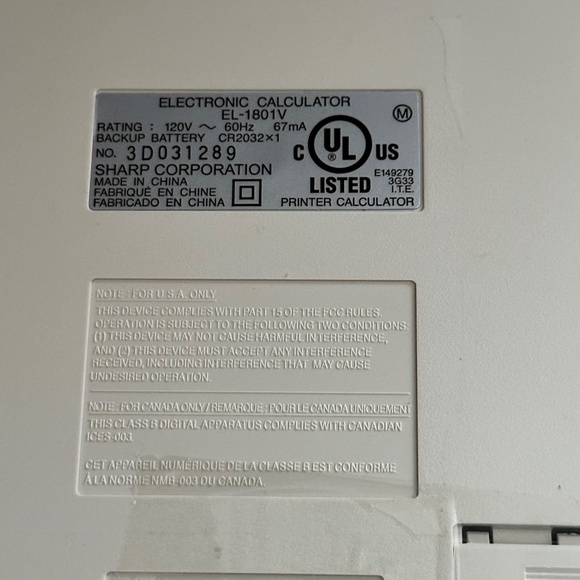 ELECTRONIC CALCULATOR
EL-1801V
Ⓜ
RATING : 120V ~ 60Hz 67mA
BACKUP BATTERY CR2032×1
NO. 3D031289
SHARP CORPORATION
MADE IN CHINA
FABRIQUÉ EN CHINE
FABRICADO EN CHINA
C UL ® US
LISTED
E149279
3G33
I.T.E.
PRINTER CALCULATOR
NOTE : FOR U.S.A. ONLY
THIS DEVICE COMPLIES WITH PART 15 OF THE FCC RULES.
OPERATION IS SUBJECT TO THE FOLLOWING TWO CONDITIONS:
(1) THIS DEVICE MAY NOT CAUSE HARMFUL INTERFERENCE,
AND (2) THIS DEVICE MUST ACCEPT ANY INTERFERENCE
RECEIVED, INCLUDING INTERFERENCE THAT MAY CAUSE
UNDESIRED OPERATION.
NOTE : FOR CANADA ONLY / REMARQUE : POUR LE CANADA UNIQUEMENT
THIS CLASS B DIGITAL APPARATUS COMPLIES WITH CANADIAN
ICES-003.
CET APPAREIL NUMÉRIQUE DE LA CLASSE B EST CONFORME
À LA NORME NMB-003 DU CANADA.